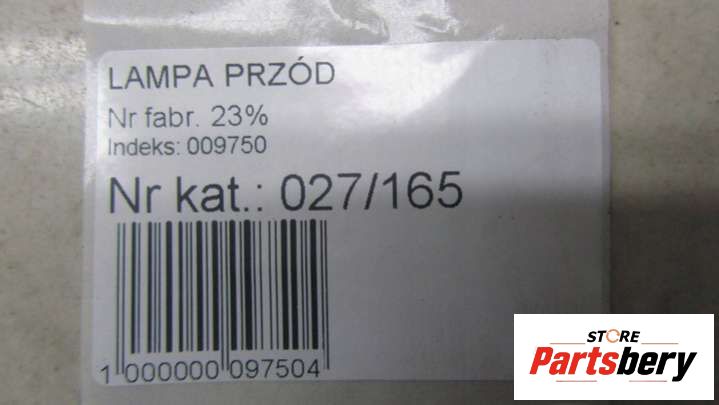 LAMPA PRZÓD
Nr fabr. 23%
Indeks: 009750
Nr kat.: 027/165
1 000000 097504
STORE
Partsbery